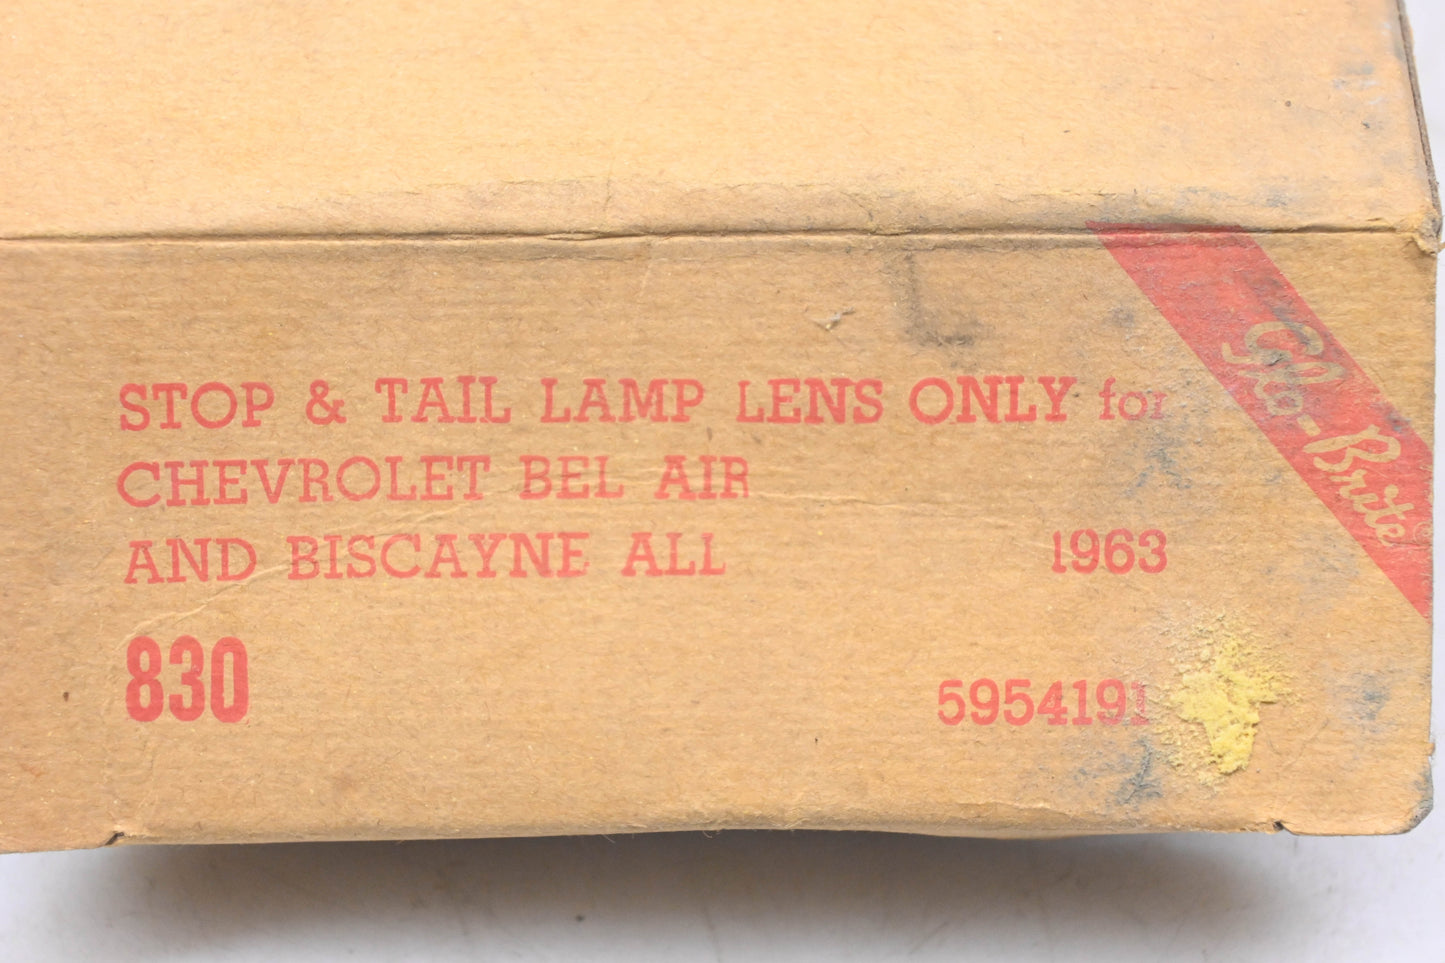 STOP & TAIL LAMP LENS ONLY for
CHEVROLET BEL AIR
AND BISCAYNE ALL 1963
830 5954191
Glo-Brite®